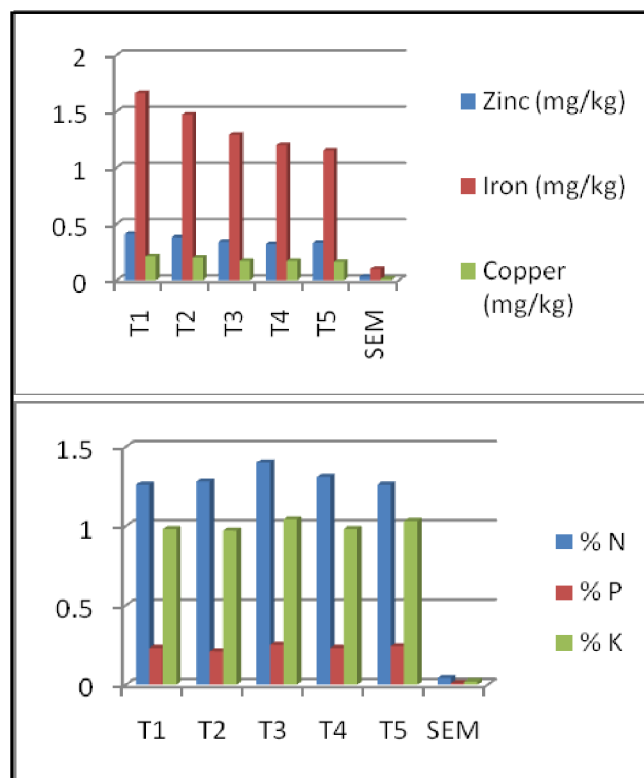 2
1.5
1
0.5
0
T1
T2
T3
T4
T5
SEM
Zinc (mg/kg)
Iron (mg/kg)
Copper
(mg/kg)
1.5
1
0.5
0
T1 T2 T3 T4 T5 SEM
% N
% P
% K